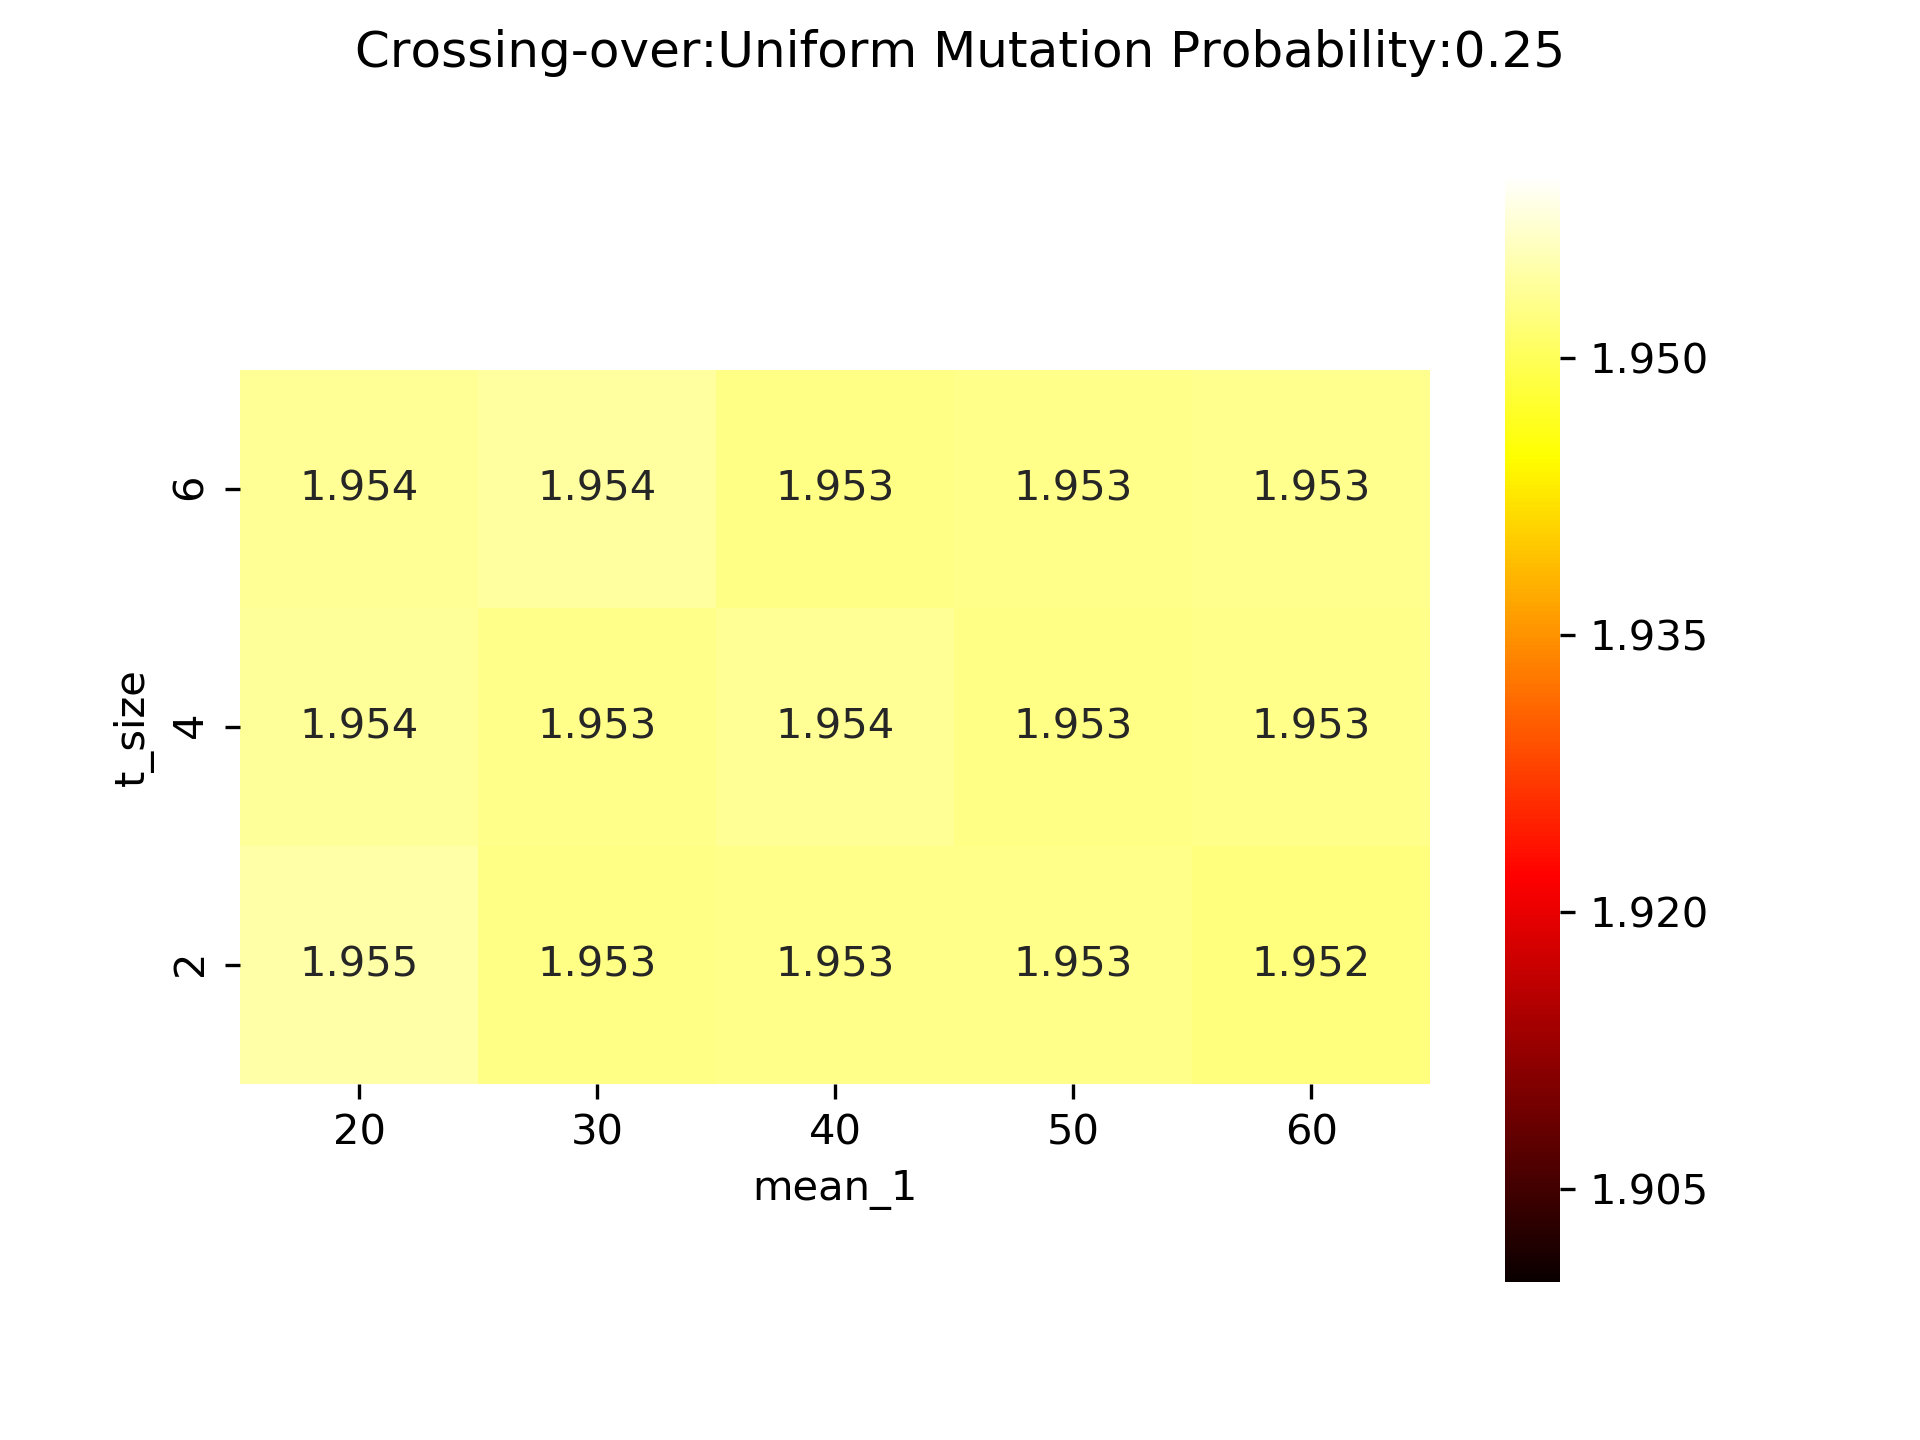 Crossing-over:Uniform Mutation Probability:0.25
1.950
1.935
1.920
1.905
t_size
6 1.954 1.954 1.953 1.953 1.953
4 1.954 1.953 1.954 1.953 1.953
2 1.955 1.953 1.953 1.953 1.952
20 30 40 50 60
mean_1